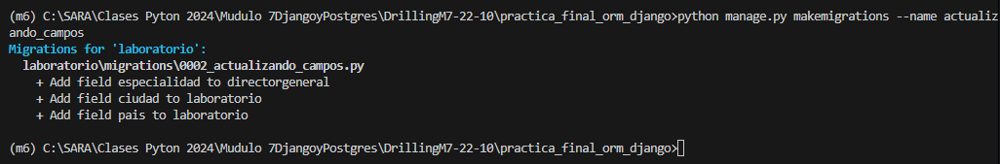 (m6) C:\SARA\Clases Pyton 2024\Mudulo 7DjangoyPostgres\DrillingM7-22-10\practica_final_orm_django>python manage.py makemigrations --name actualiz
ando_campos
Migrations for 'laboratorio':
  laboratorio\migrations\0002_actualizando_campos.py
    + Add field especialidad to directorgeneral
    + Add field ciudad to laboratorio
    + Add field pais to laboratorio
(m6) C:\SARA\Clases Pyton 2024\Mudulo 7DjangoyPostgres\DrillingM7-22-10\practica_final_orm_django>